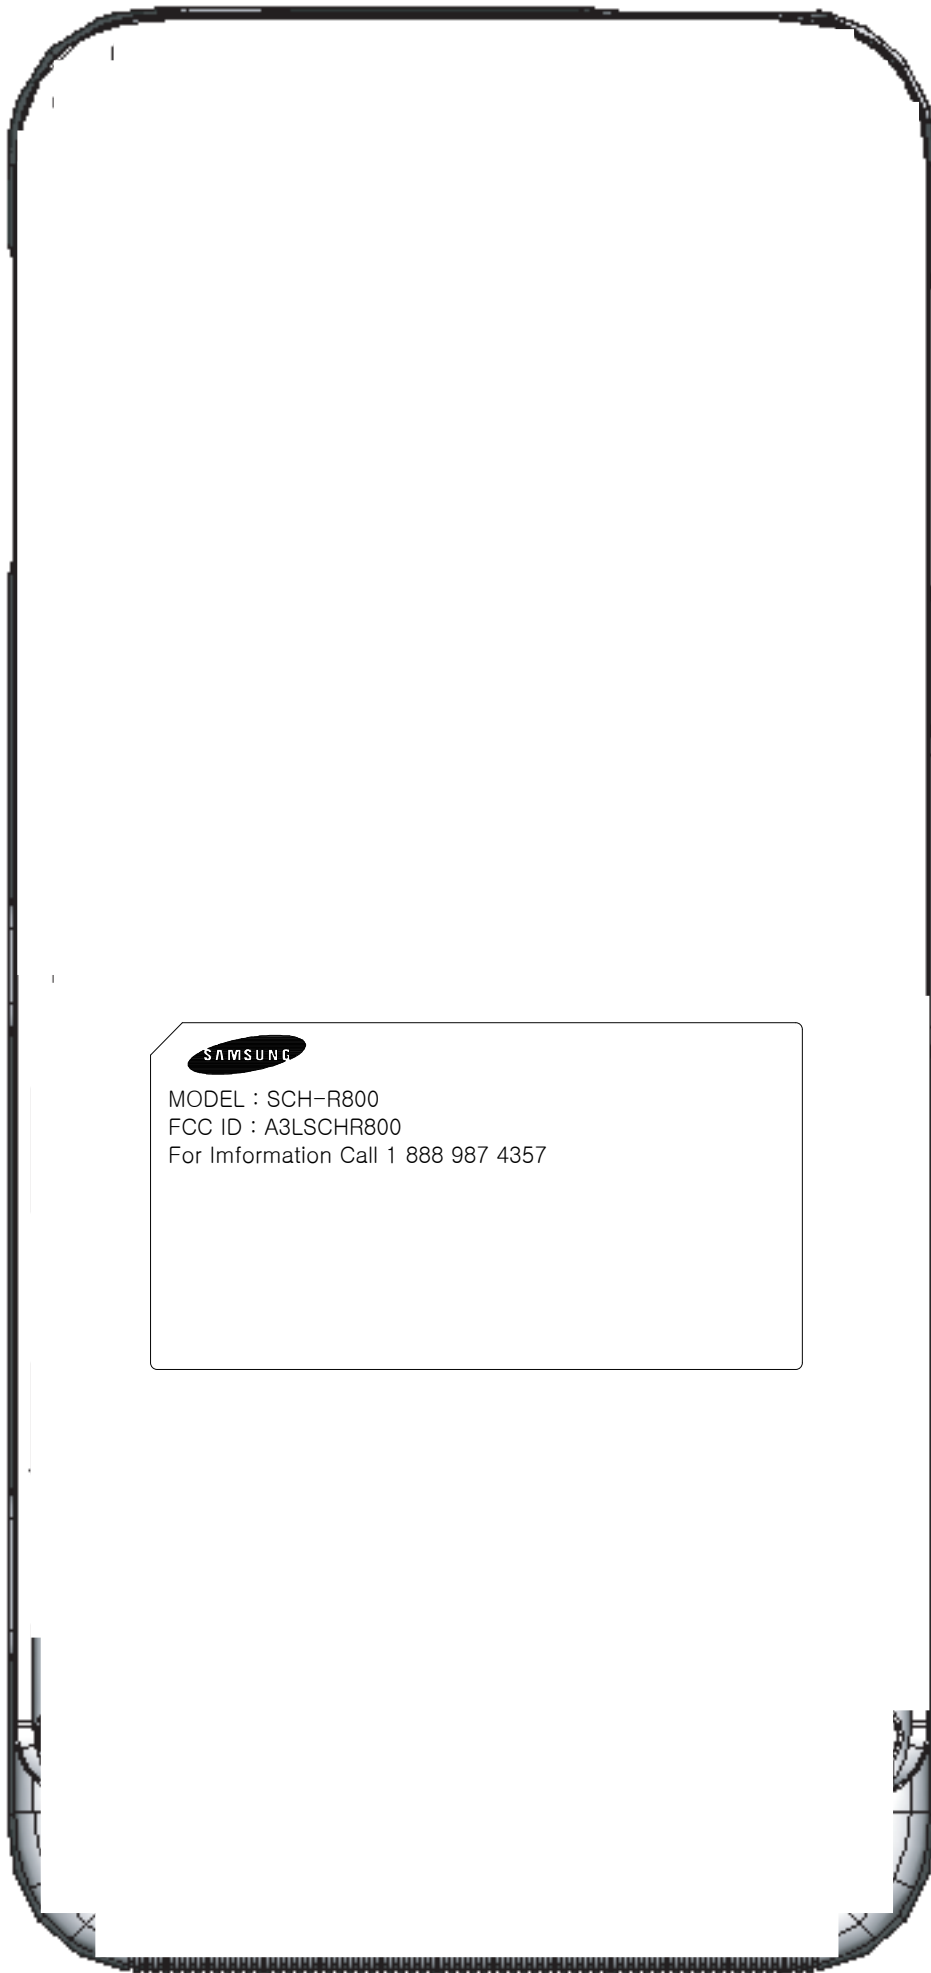 SAMSUNG
MODEL : SCH-R800
FCC ID : A3LSCHR800
For Imformation Call 1 888 987 4357